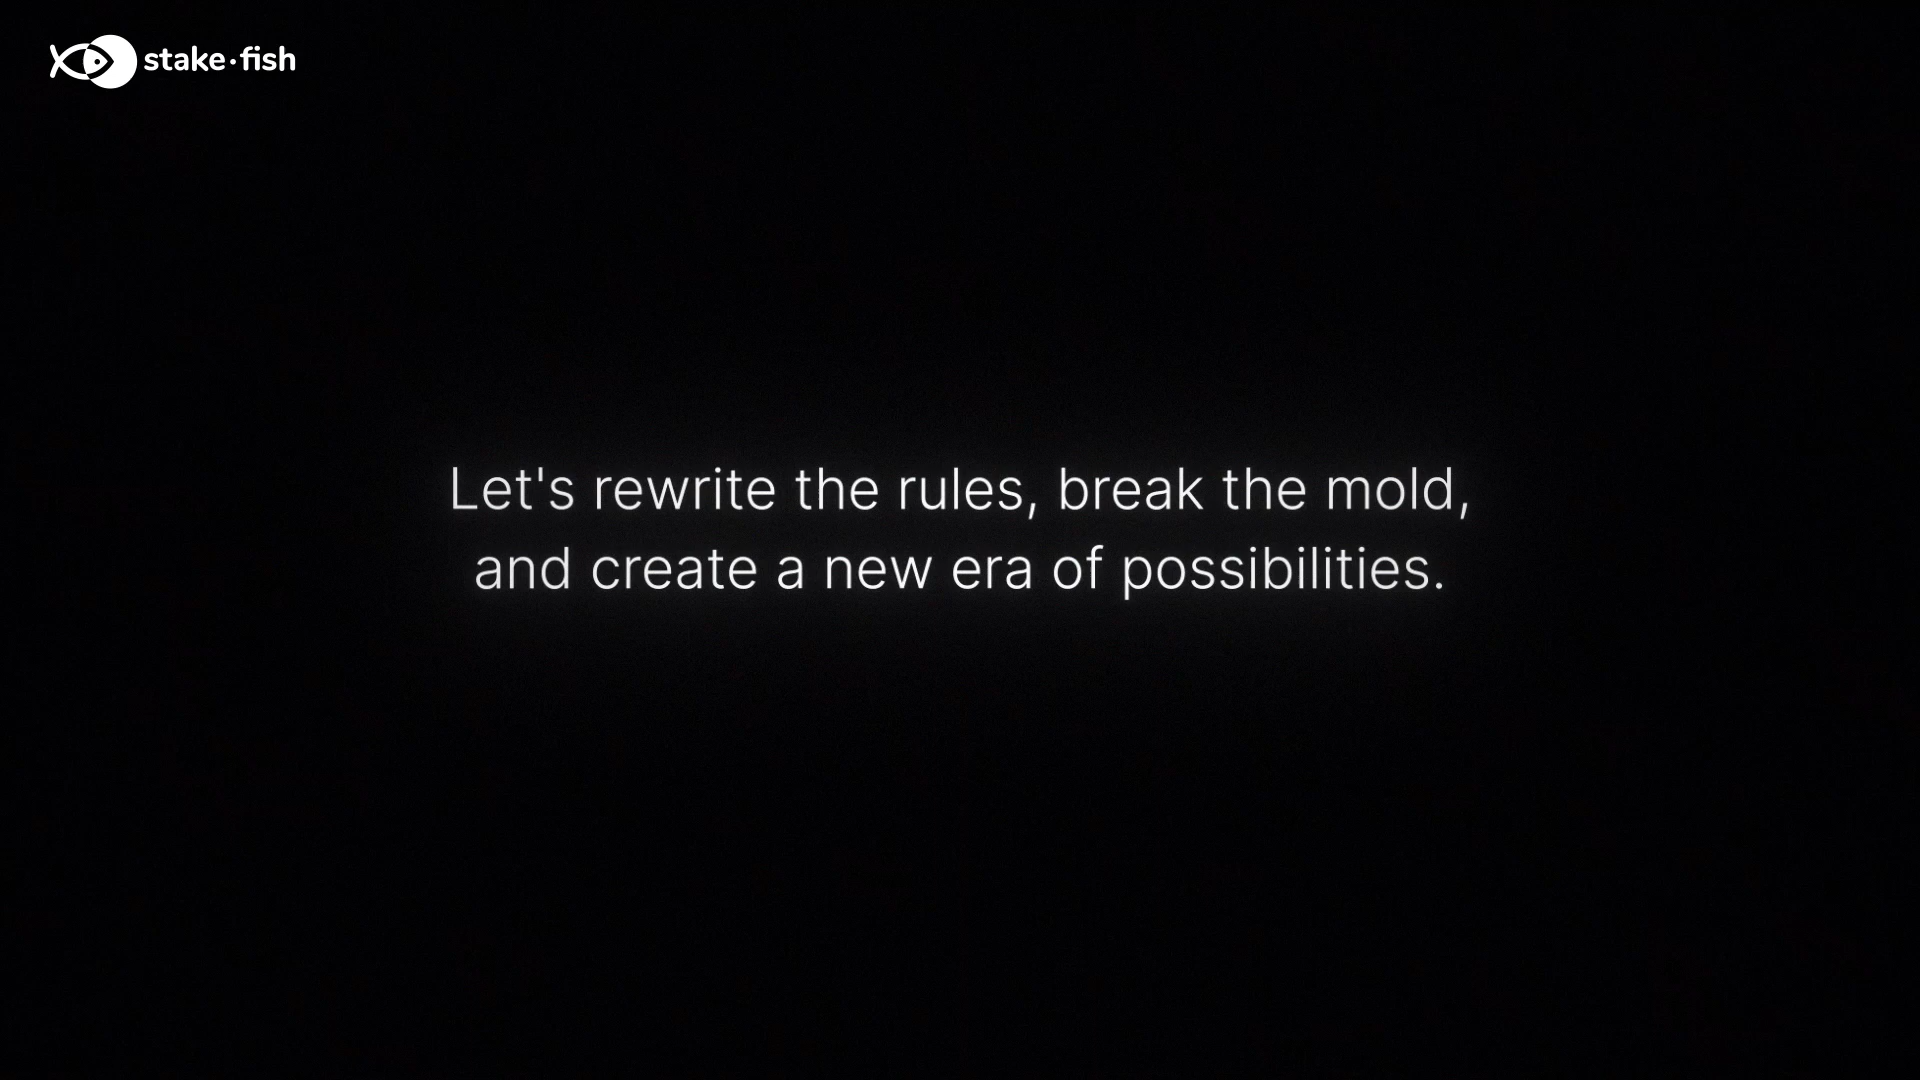 stake·fish
Let's rewrite the rules, break the mold,
and create a new era of possibilities.